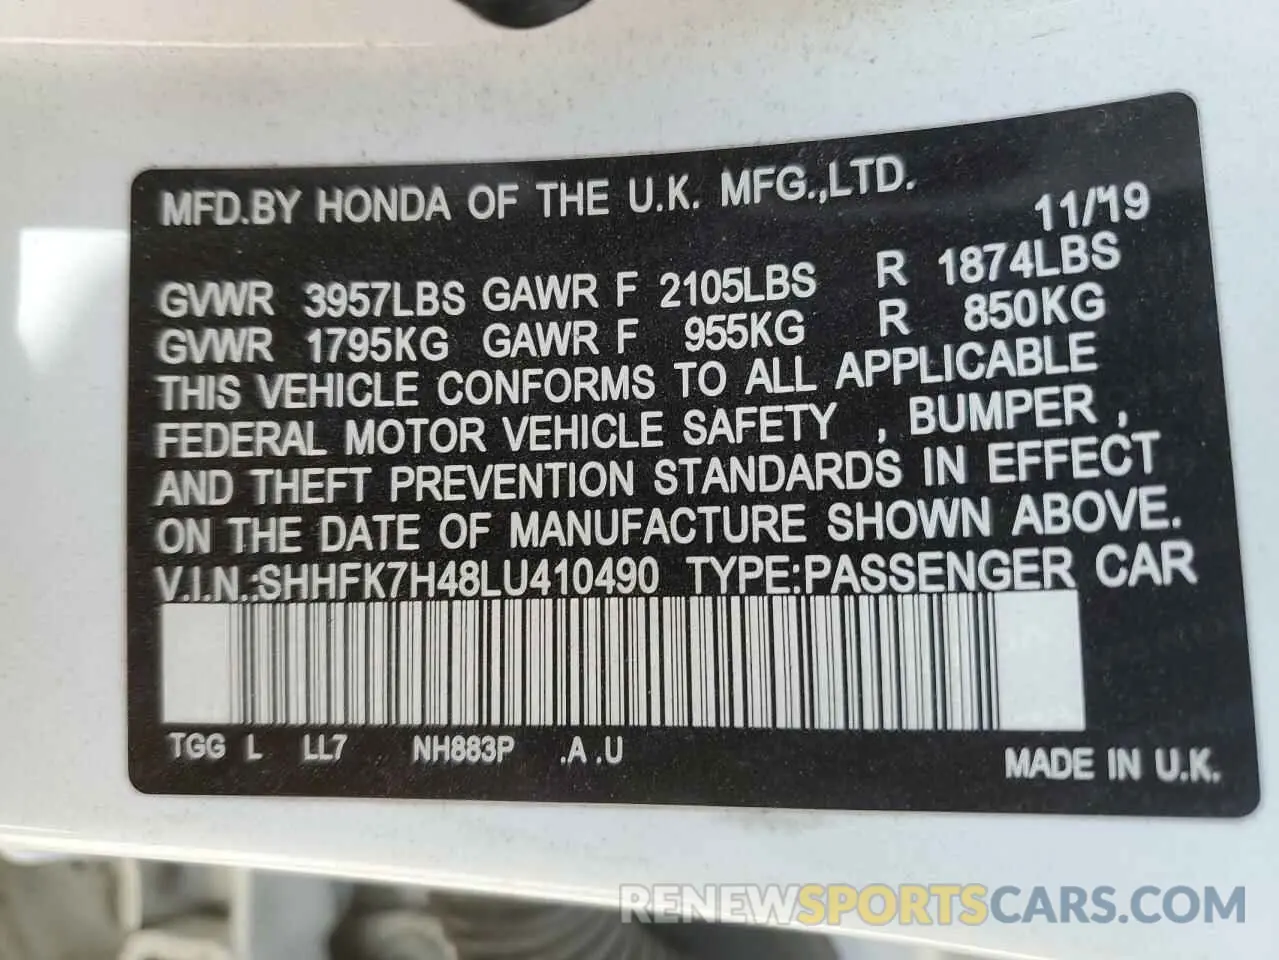 MFD.BY HONDA OF THE U.K. MFG.,LTD.
11/19
GVWR 3957LBS GAWR F 2105LBS R 1874LBS
GVWR 1795KG GAWR F 955KG R 850KG
THIS VEHICLE CONFORMS TO ALL APPLICABLE
FEDERAL MOTOR VEHICLE SAFETY , BUMPER ,
AND THEFT PREVENTION STANDARDS IN EFFECT
ON THE DATE OF MANUFACTURE SHOWN ABOVE.
V.I.N.:SHHFK7H48LU410490 TYPE:PASSENGER CAR
TGG L LL7 NH883P .A .U
MADE IN U.K.
RENEWSPORTSCARS.COM